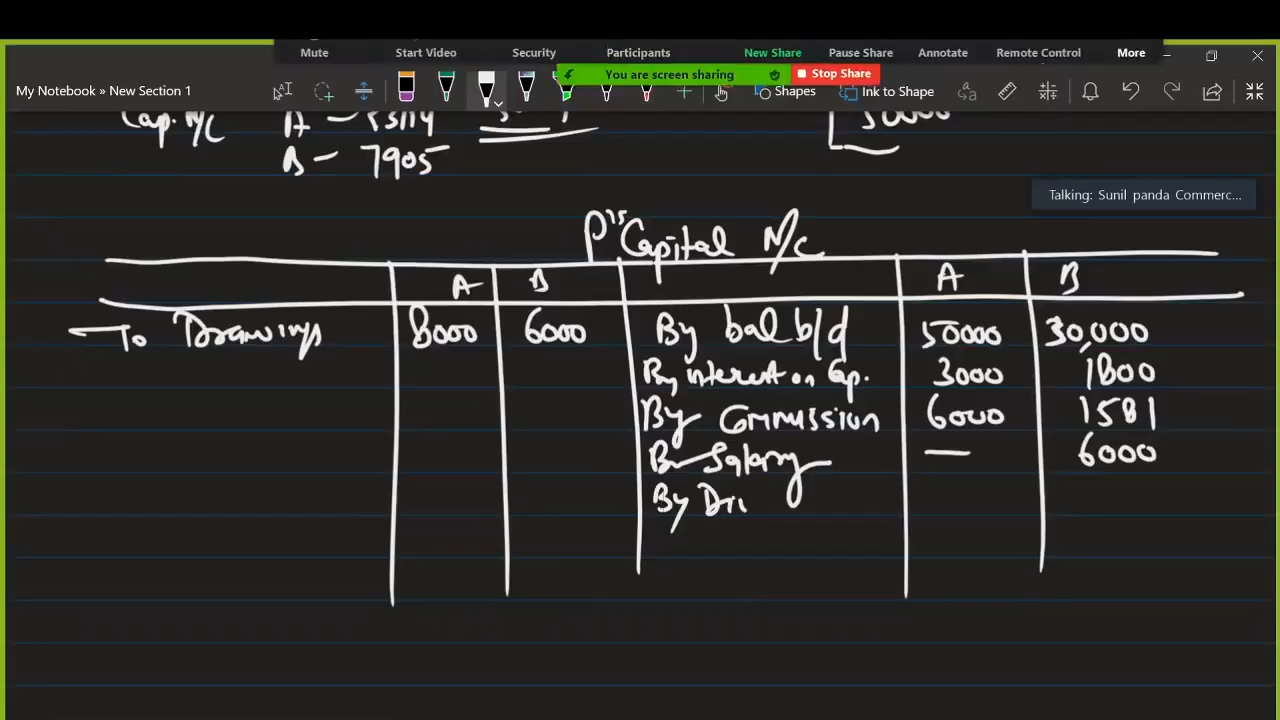 Mute Start Video Security Participants New Share Pause Share Annotate Remote Control More
You are screen sharing Stop Share
My Notebook » New Section 1 Shapes Ink to Shape
Cap. A/C A –
B – 7905
50000
Talking: Sunil panda Commerc...
Prs Capital A/C
A B A B
To Drawings 8000 6000 By bal b/d 50000 30,000
By interest on Cap. 3000 1800
By Commission 6000 1581
By Salary — 6000
By